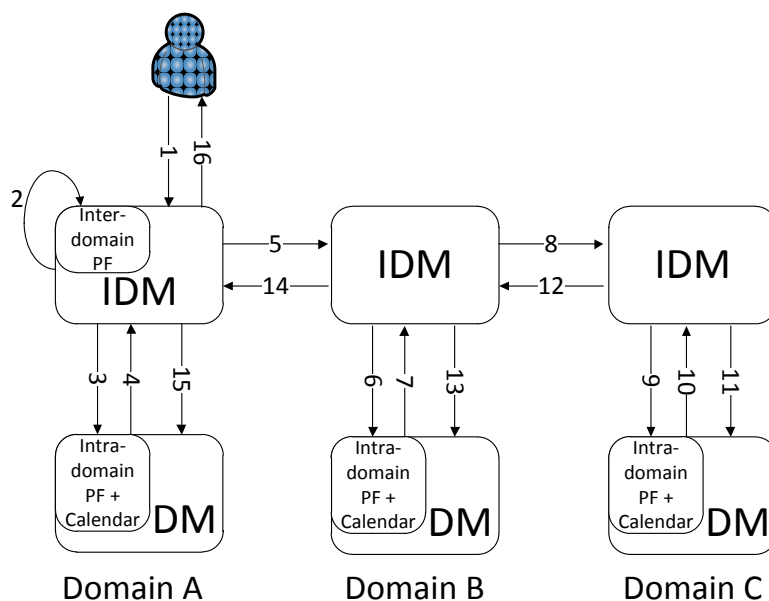 1
16
2
Inter-
domain
PF
IDM
5
14
IDM
8
12
IDM
3
4
15
6
7
13
9
10
11
Intra-
domain
PF +
Calendar
DM
Intra-
domain
PF +
Calendar
DM
Intra-
domain
PF +
Calendar
DM
Domain A
Domain B
Domain C